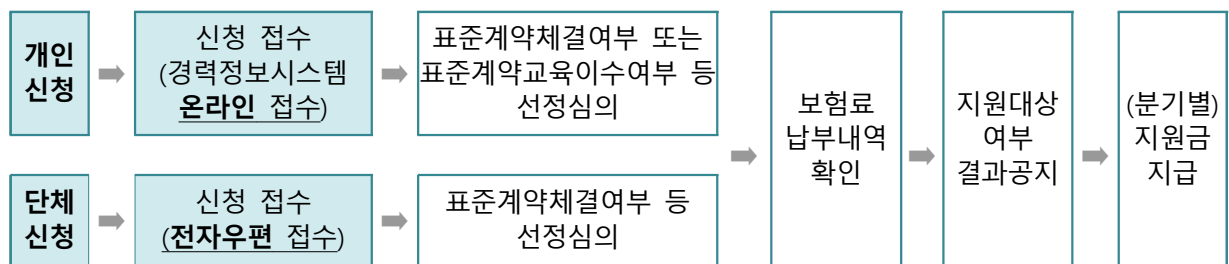 개인
신청
신청 접수
(경력정보시스템
온라인 접수)
표준계약체결여부 또는
표준계약교육이수여부 등
선정심의
단체
신청
신청 접수
(전자우편 접수)
표준계약체결여부 등
선정심의
보험료
납부내역
확인
지원대상
여부
결과공지
(분기별)
지원금
지급